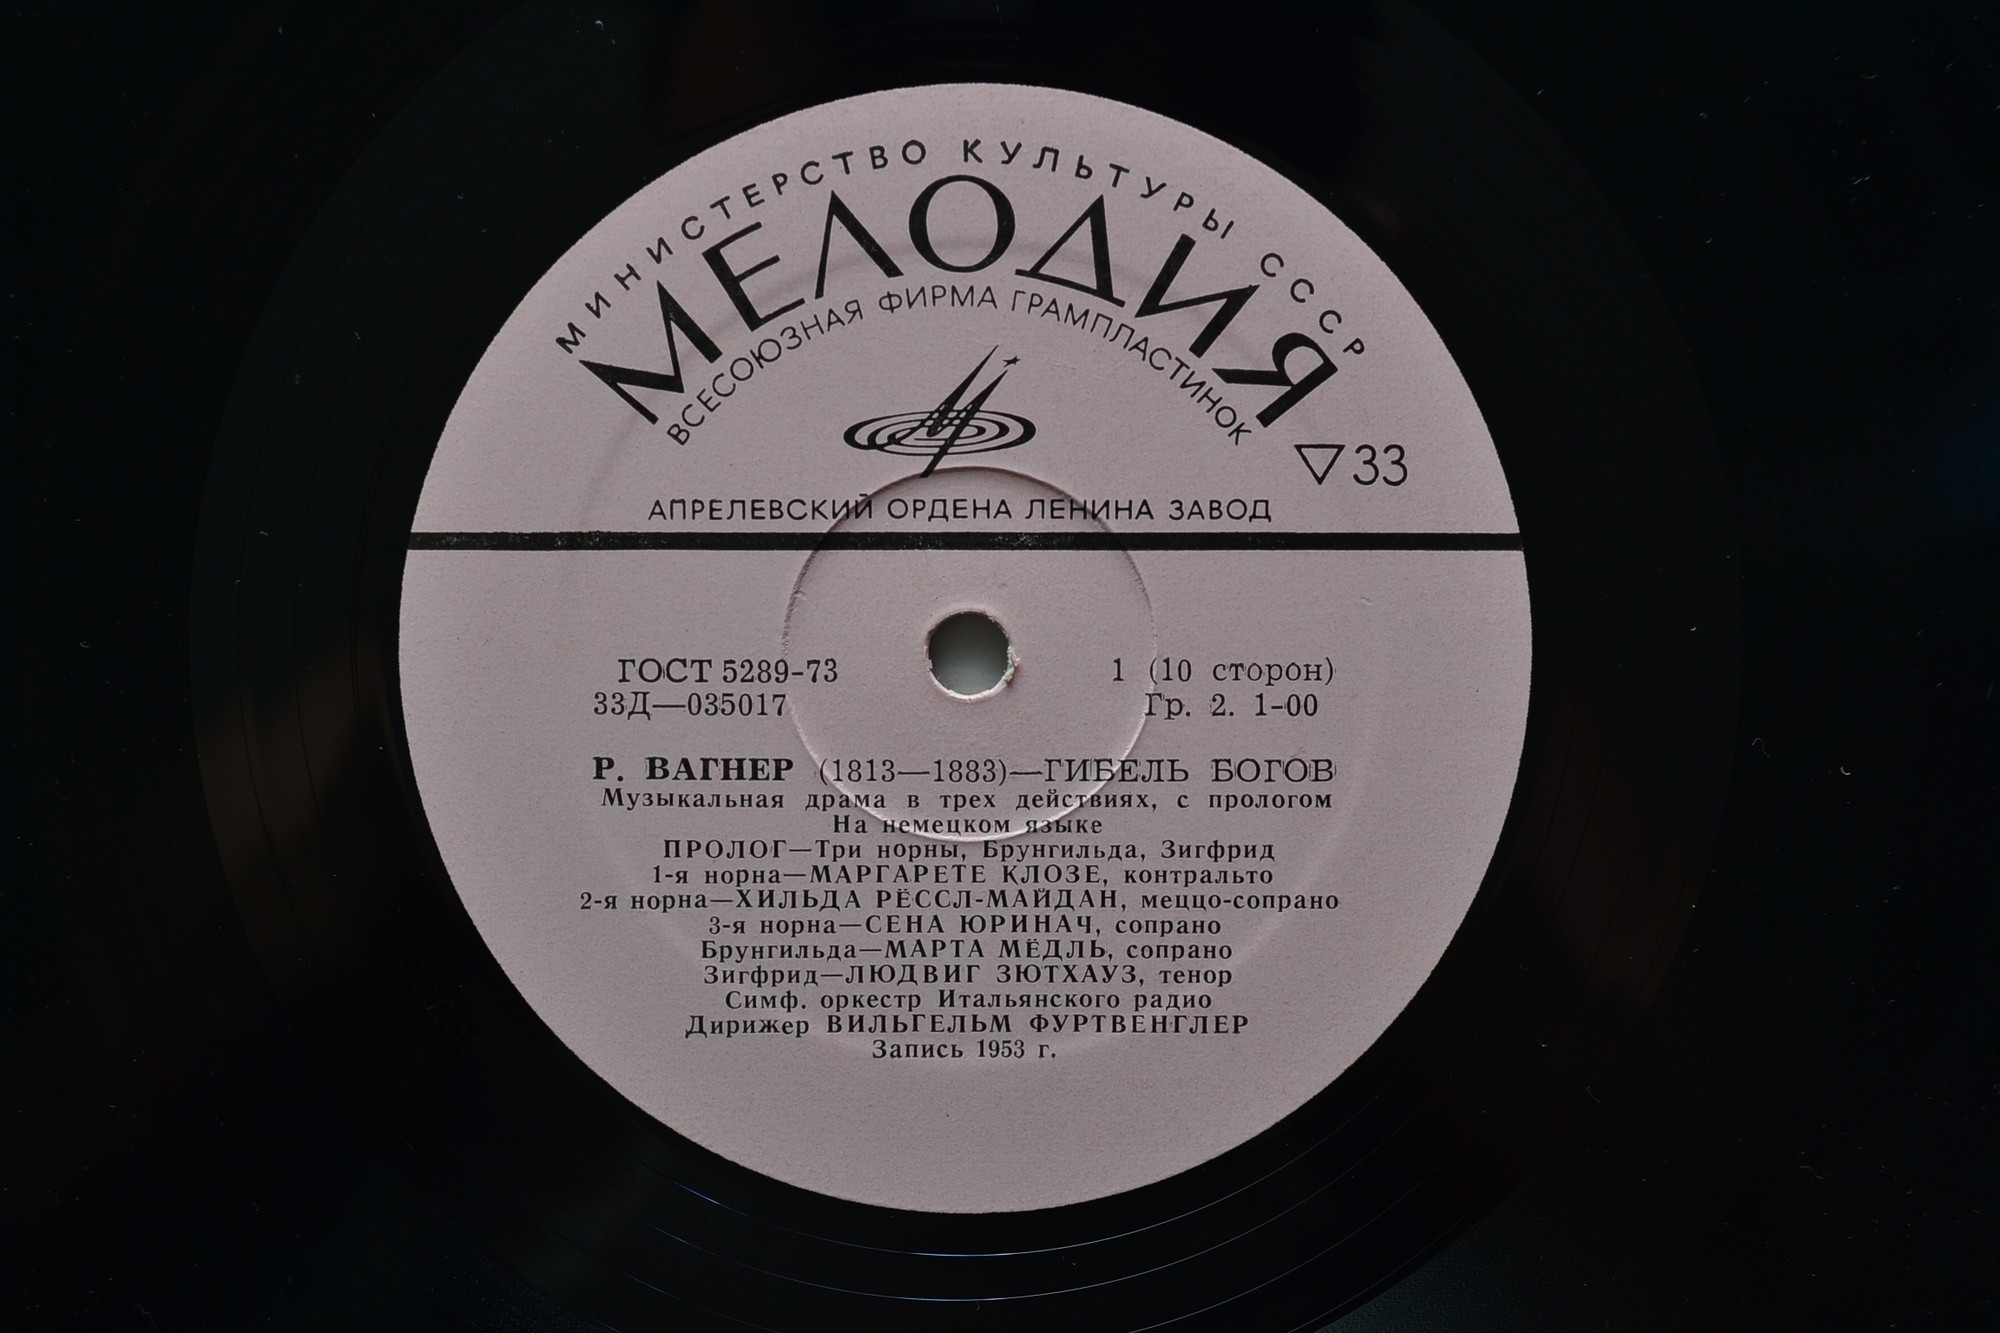 МИНИСТЕРСТВО КУЛЬТУРЫ СССР
МЕЛОДИЯ
ВСЕСОЮЗНАЯ ФИРМА ГРАМПЛАСТИНОК
▽33
АПРЕЛЕВСКИЙ ОРДЕНА ЛЕНИНА ЗАВОД
ГОСТ 5289-73 1 (10 сторон)
33Д—035017 Гр. 2. 1-00
Р. ВАГНЕР (1813—1883)—ГИБЕЛЬ БОГОВ
Музыкальная драма в трех действиях, с прологом
На немецком языке
ПРОЛОГ—Три норны, Брунгильда, Зигфрид
1-я норна—МАРГАРЕТЕ КЛОЗЕ, контральто
2-я норна—ХИЛЬДА РЁССЛ-МАЙДАН, меццо-сопрано
3-я норна—СЕНА ЮРИНАЧ, сопрано
Брунгильда—МАРТА МЁДЛЬ, сопрано
Зигфрид—ЛЮДВИГ ЗЮТХАУЗ, тенор
Симф. оркестр Итальянского радио
Дирижер ВИЛЬГЕЛЬМ ФУРТВЕНГЛЕР
Запись 1953 г.